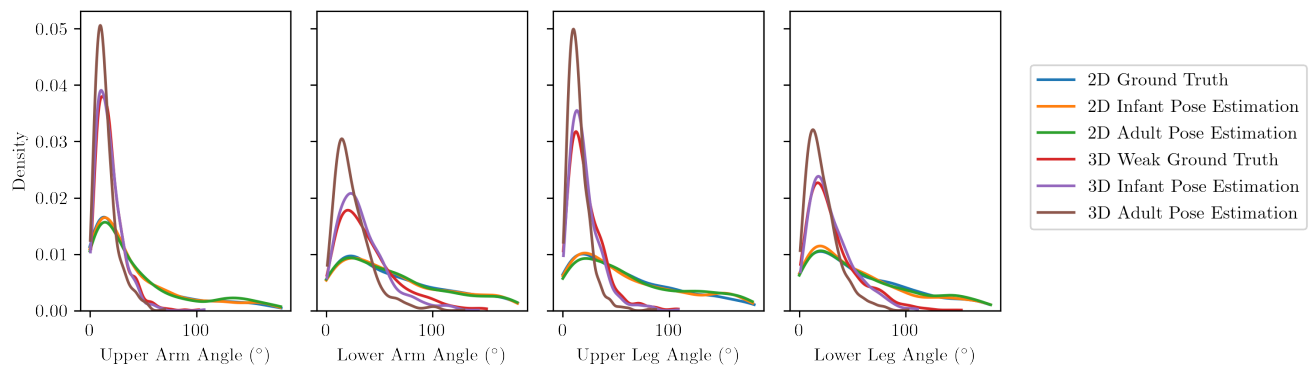 0.05
0.04
0.03
0.02
0.01
0.00
Density
0
100
Upper Arm Angle (°)
0
100
Lower Arm Angle (°)
0
100
Upper Leg Angle (°)
0
100
Lower Leg Angle (°)
2D Ground Truth
2D Infant Pose Estimation
2D Adult Pose Estimation
3D Weak Ground Truth
3D Infant Pose Estimation
3D Adult Pose Estimation